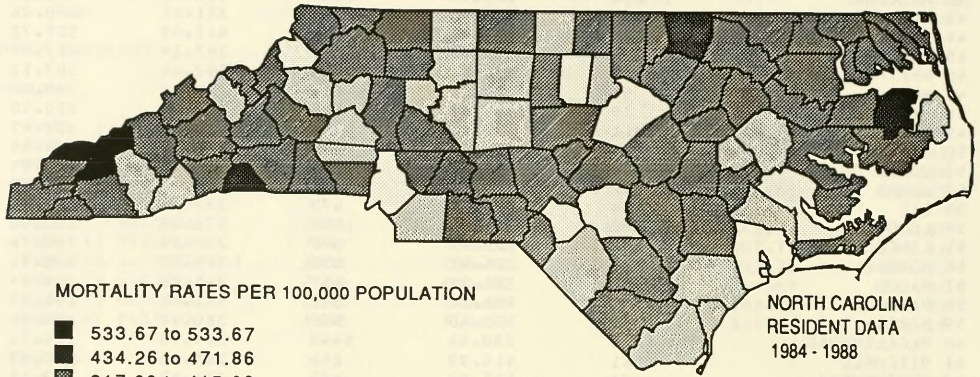 MORTALITY RATES PER 100,000 POPULATION
533.67 to 533.67
434.26 to 471.86
NORTH CAROLINA
RESIDENT DATA
1984 - 1988